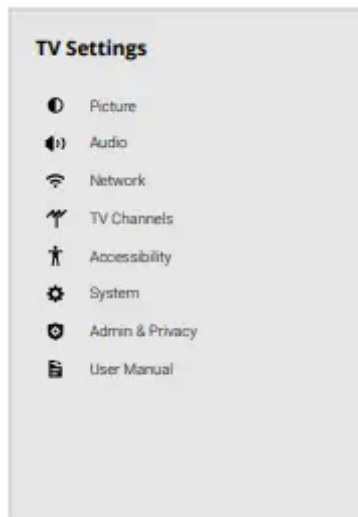 TV Settings
Picture
Audio
Network
TV Channels
Accessibility
System
Admin & Privacy
User Manual